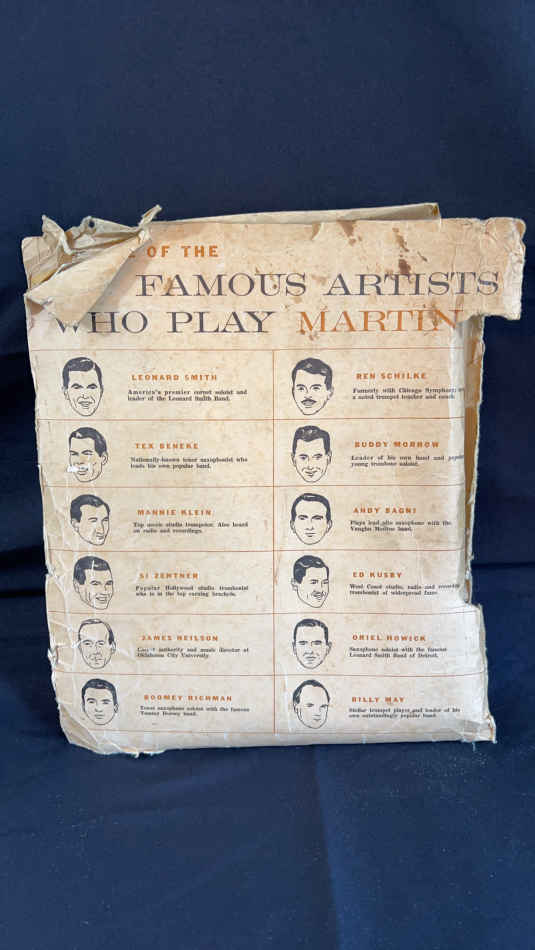 OF THE
FAMOUS ARTISTS
WHO PLAY MARTIN
LEONARD SMITH
America's premier cornet soloist and
leader of the Leonard Smith Band.
REN SCHILKE
Formerly with Chicago Symphony;
a noted trumpet teacher and coach.
TEX BENEKE
Nationally-known tenor saxophonist who
leads his own popular band.
BUDDY MORROW
Leader of his own band and popular
young trombone soloist.
MANNIE KLEIN
Top movie studio trumpeter. Also heard
on radio and recordings.
ANDY BAGNI
Plays lead alto saxophone with the
Vaughn Monroe band.
SI ZENTNER
Popular Hollywood studio trombonist
who is in the top earning brackets.
ED KUSBY
West Coast studio, radio and recording
trombonist of widespread fame.
JAMES NEILSON
authority and music director at
Oklahoma City University.
ORIEL HOWICK
Saxophone soloist with the famous
Leonard Smith Band of Detroit.
BOOMEY RICHMAN
Tenor saxophone soloist with the famous
Tommy Dorsey band.
BILLY MAY
Stellar trumpet player and leader of his
own outstandingly popular band.